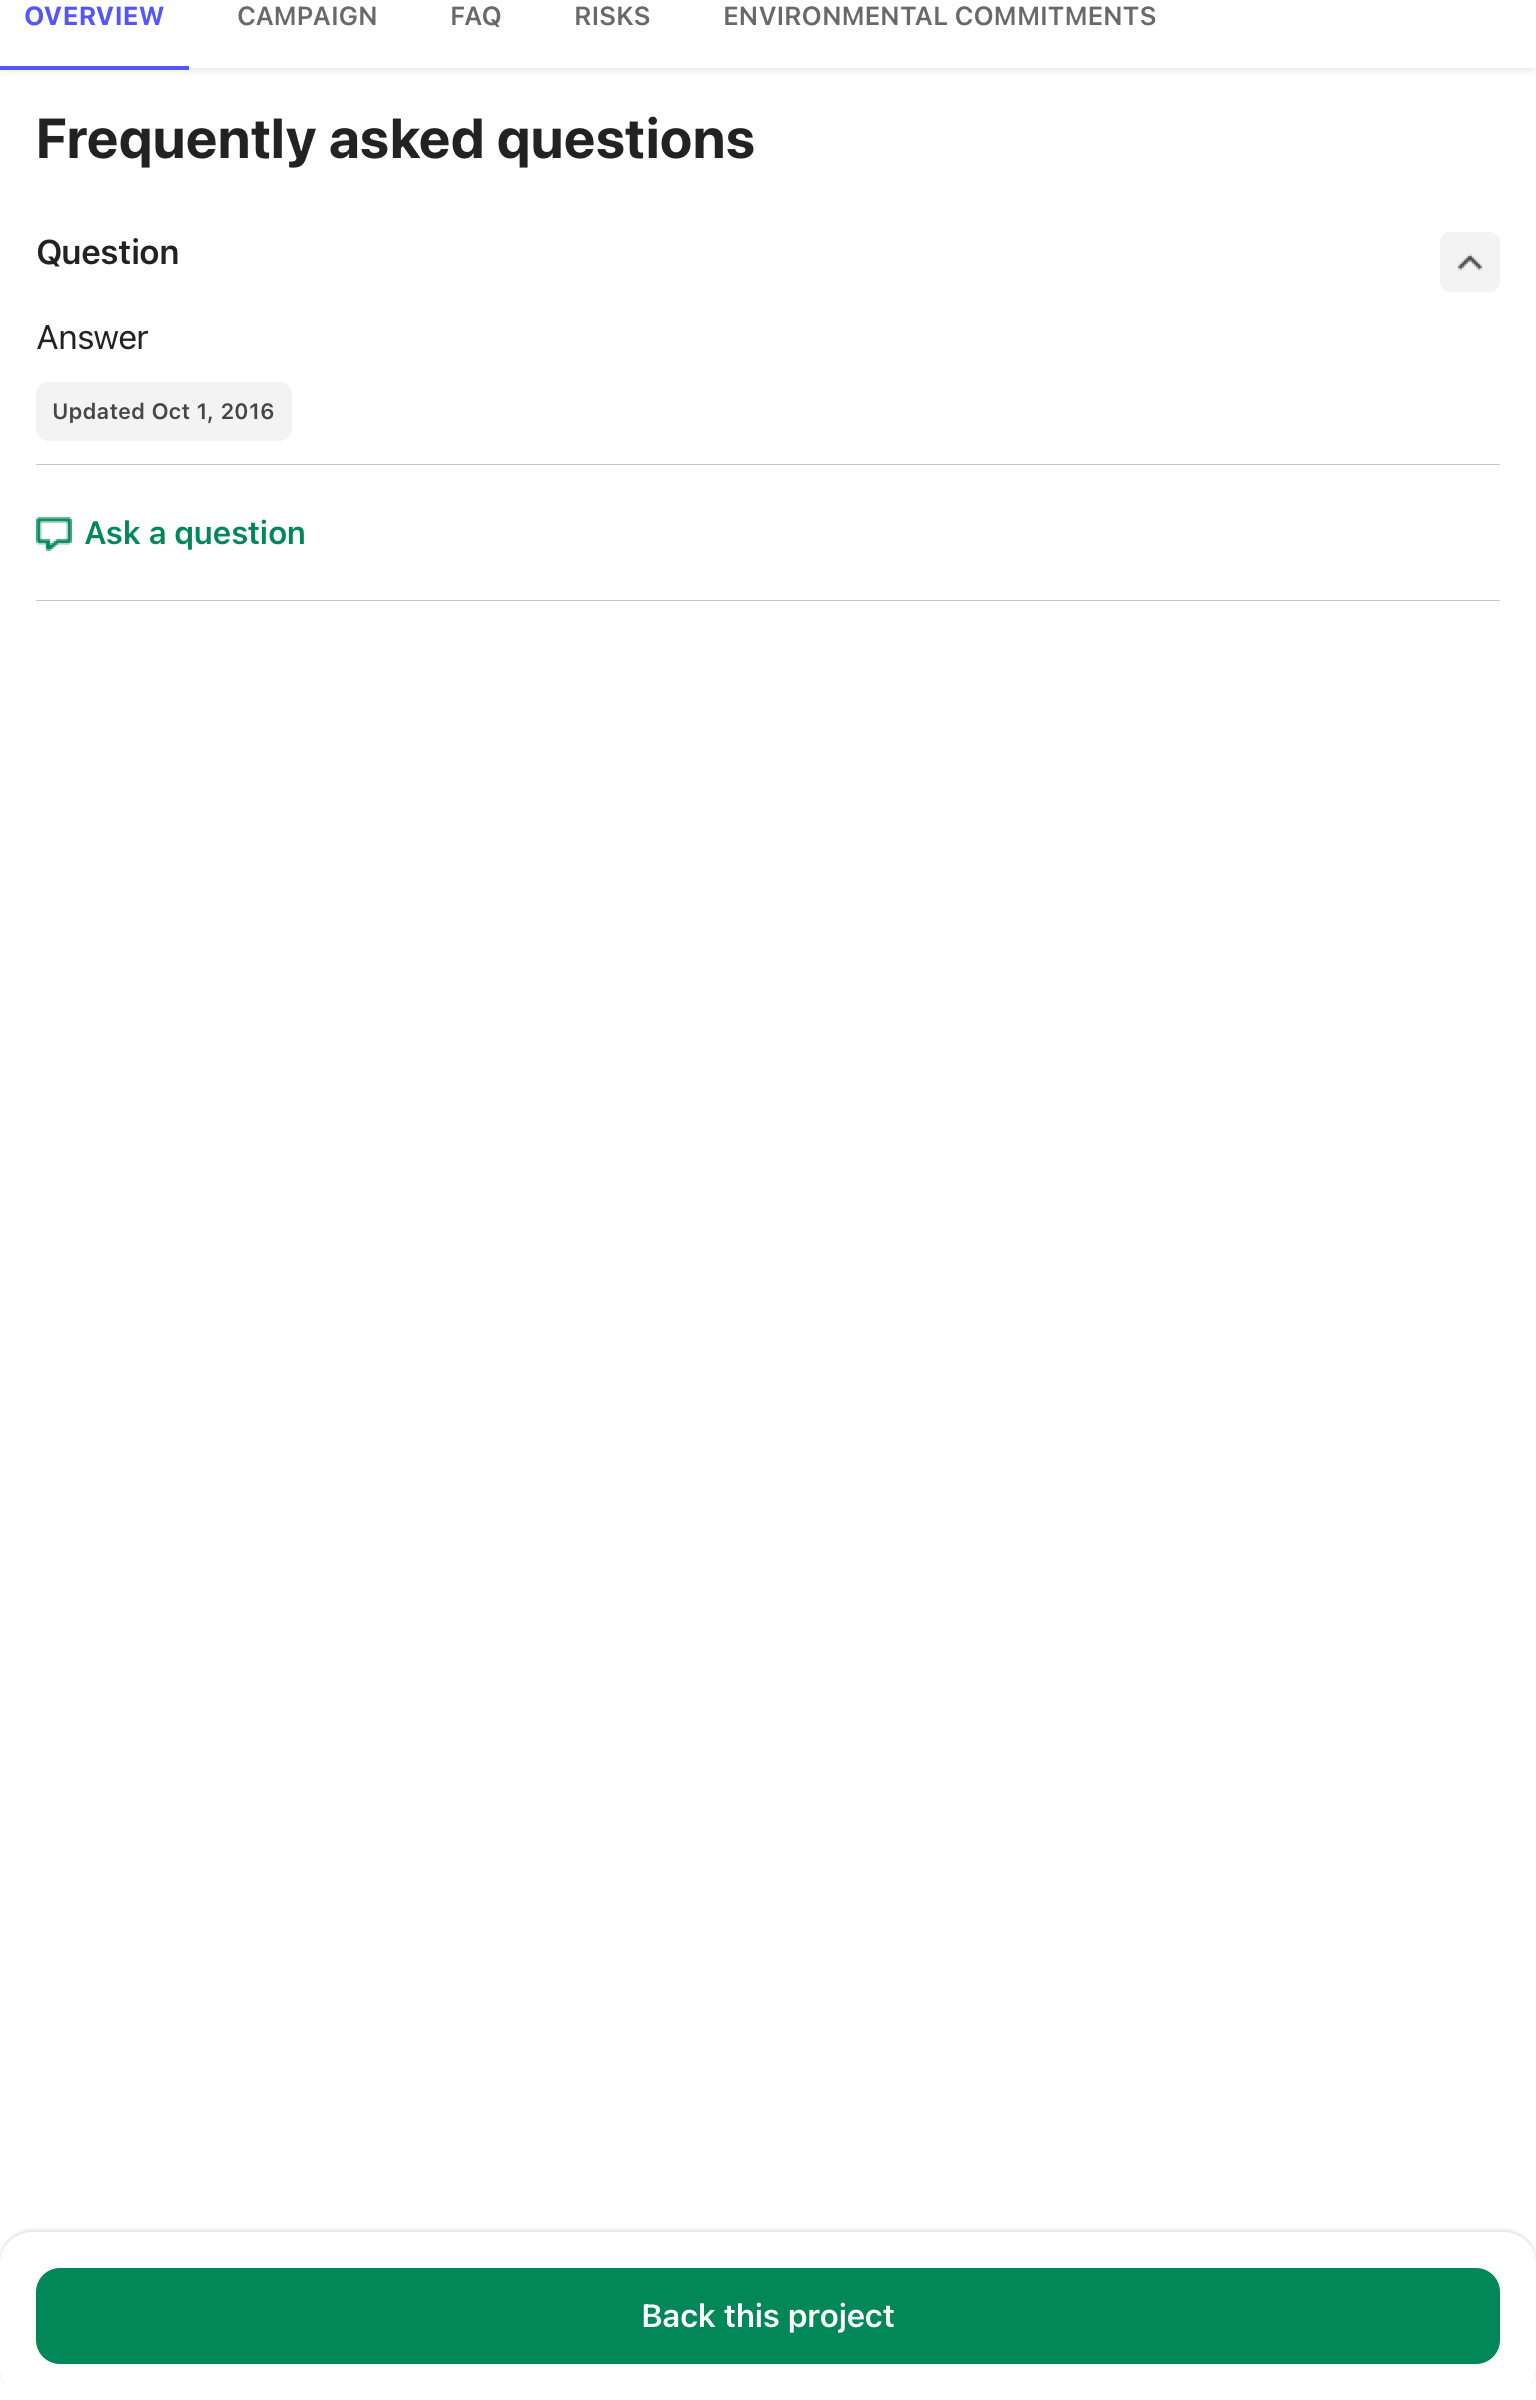 OVERVIEW CAMPAIGN FAQ RISKS ENVIRONMENTAL COMMITMENTS
Frequently asked questions
Question
Answer
Updated Oct 1, 2016
Ask a question
Back this project